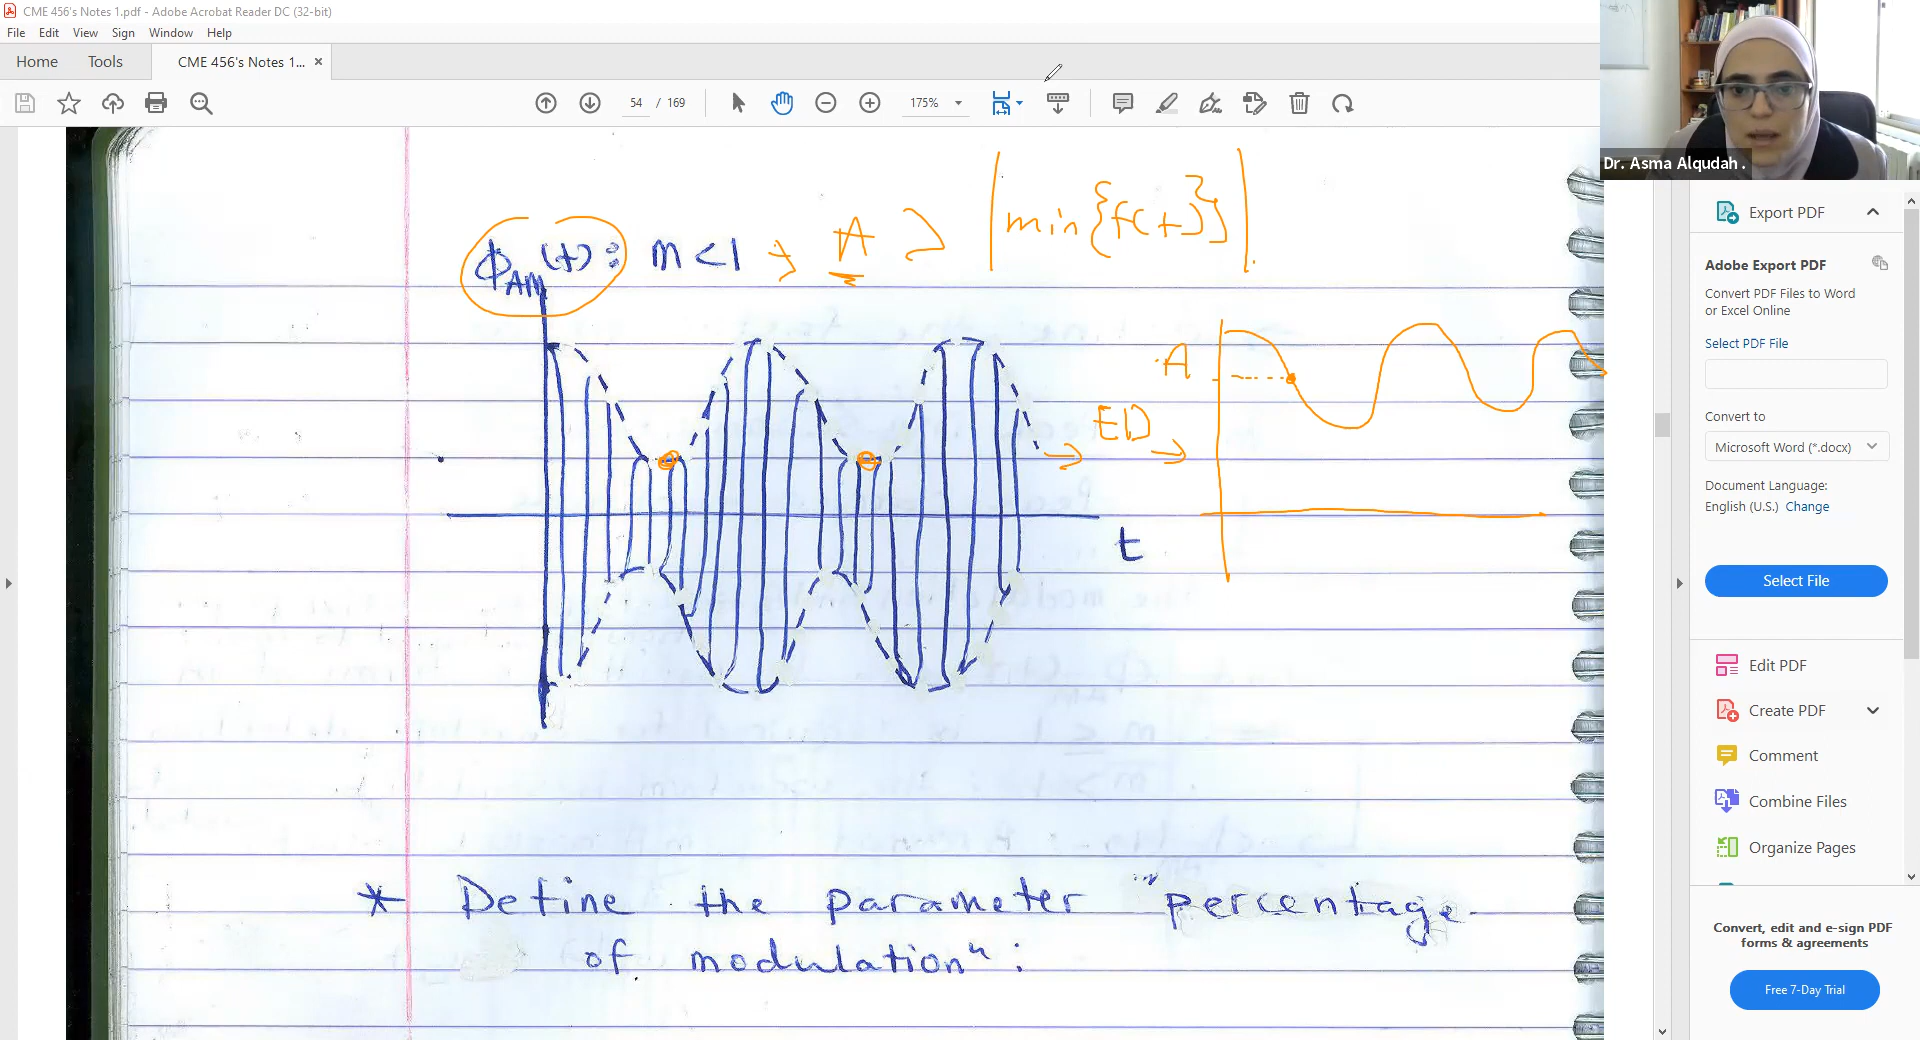 CME 456's Notes 1.pdf - Adobe Acrobat Reader DC (32-bit)
File Edit View Sign Window Help
Home Tools CME 456's Notes 1... ×
54 / 169 175%
Dr. Asma Alqudah .
ϕAM(t): m < 1 → A > |min{f(t)}|
A
ED
t
* Define the parameter "percentage
of modulation" :
Export PDF
Adobe Export PDF
Convert PDF Files to Word
or Excel Online
Select PDF File
Convert to
Microsoft Word (*.docx)
Document Language:
English (U.S.) Change
Select File
Edit PDF
Create PDF
Comment
Combine Files
Organize Pages
Convert, edit and e-sign PDF
forms & agreements
Free 7-Day Trial